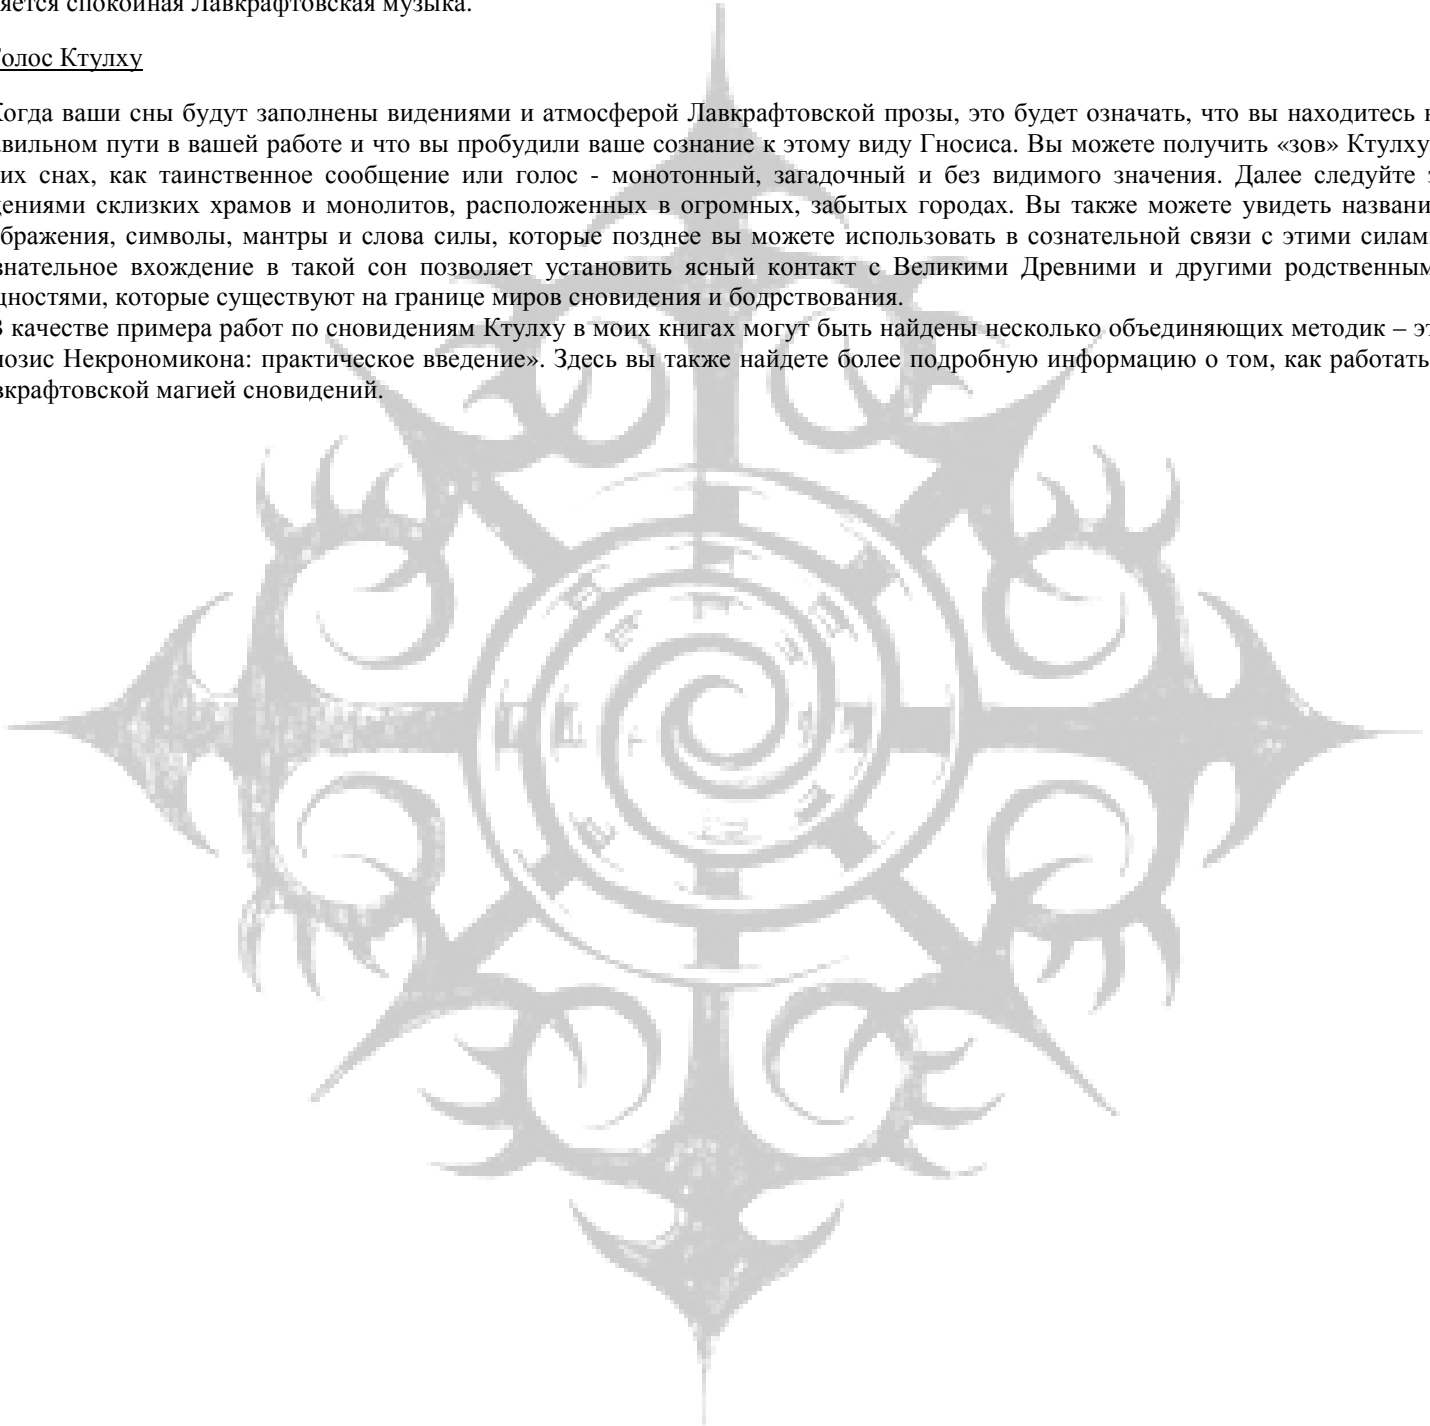 яется спокойная Лавкрафтовская музыка.
Голос Ктулху
Когда ваши сны будут заполнены видениями и атмосферой Лавкрафтовской прозы, это будет означать, что вы находитесь н
авильном пути в вашей работе и что вы пробудили ваше сознание к этому виду Гносиса. Вы можете получить «зов» Ктулху
их снах, как таинственное сообщение или голос - монотонный, загадочный и без видимого значения. Далее следуйте з
дениями склизких храмов и монолитов, расположенных в огромных, забытых городах. Вы также можете увидеть названи
бражения, символы, мантры и слова силы, которые позднее вы можете использовать в сознательной связи с этими силам
знательное вхождение в такой сон позволяет установить ясный контакт с Великими Древними и другими родственным
щностями, которые существуют на границе миров сновидения и бодрствования.
В качестве примера работ по сновидениям Ктулху в моих книгах могут быть найдены несколько объединяющих методик – эт
нозис Некрономикона: практическое введение». Здесь вы также найдете более подробную информацию о том, как работать
вкрафтовской магией сновидений.